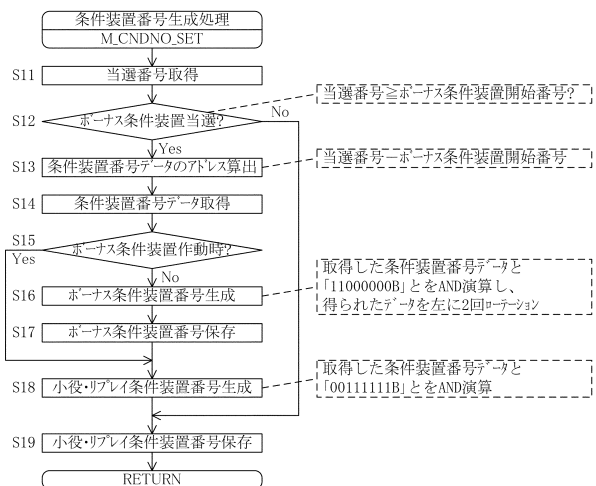 条件装置番号生成処理
M_CNDNO_SET
S11
当選番号取得
S12
ﾎﾞｰﾅｽ条件装置当選?
当選番号≧ﾎﾞｰﾅｽ条件装置開始番号?
No
Yes
S13
条件装置番号ﾃﾞｰﾀのｱﾄﾞﾚｽ算出
当選番号－ﾎﾞｰﾅｽ条件装置開始番号
S14
条件装置番号ﾃﾞｰﾀ取得
S15
ﾎﾞｰﾅｽ条件装置作動時?
Yes
No
S16
ﾎﾞｰﾅｽ条件装置番号生成
取得した条件装置番号ﾃﾞｰﾀと
「11000000B」とをAND演算し、
得られたﾃﾞｰﾀを左に2回ﾛｰﾃｰｼｮﾝ
S17
ﾎﾞｰﾅｽ条件装置番号保存
S18
小役・ﾘﾌﾟﾚｲ条件装置番号生成
取得した条件装置番号ﾃﾞｰﾀと
「00111111B」とをAND演算
S19
小役・ﾘﾌﾟﾚｲ条件装置番号保存
RETURN